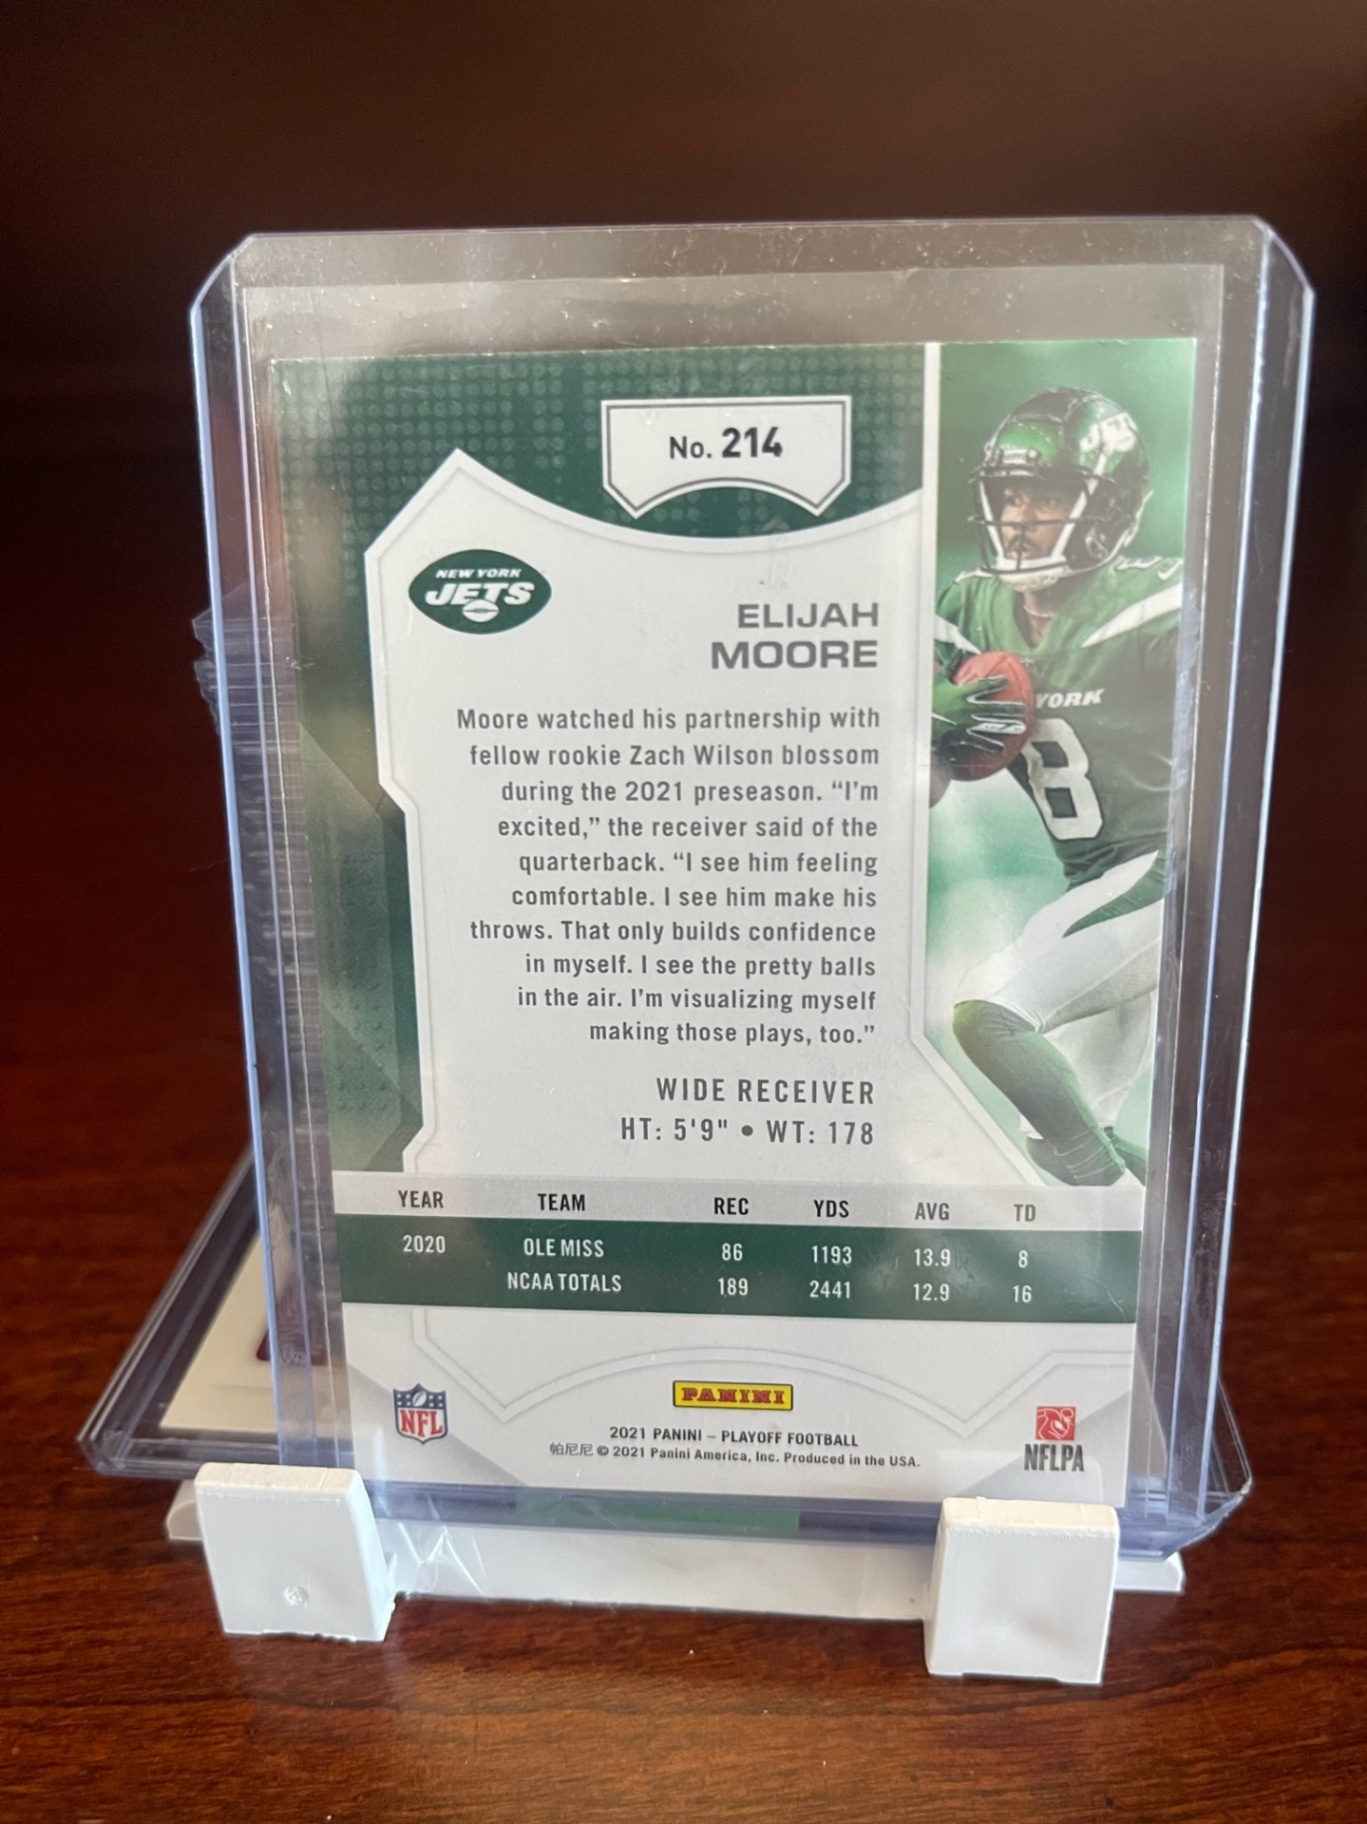 No. 214
NEW YORK
JETS
ELIJAH
MOORE
Moore watched his partnership with
fellow rookie Zach Wilson blossom
during the 2021 preseason. “I’m
excited,” the receiver said of the
quarterback. “I see him feeling
comfortable. I see him make his
throws. That only builds confidence
in myself. I see the pretty balls
in the air. I’m visualizing myself
making those plays, too.”
WIDE RECEIVER
HT: 5'9" • WT: 178
YORK
8
YEAR TEAM REC YDS AVG TD
2020 OLE MISS 86 1193 13.9 8
NCAA TOTALS 189 2441 12.9 16
NFL
PANINI
2021 PANINI – PLAYOFF FOOTBALL
帕尼尼 © 2021 Panini America, Inc. Produced in the USA.
NFLPA